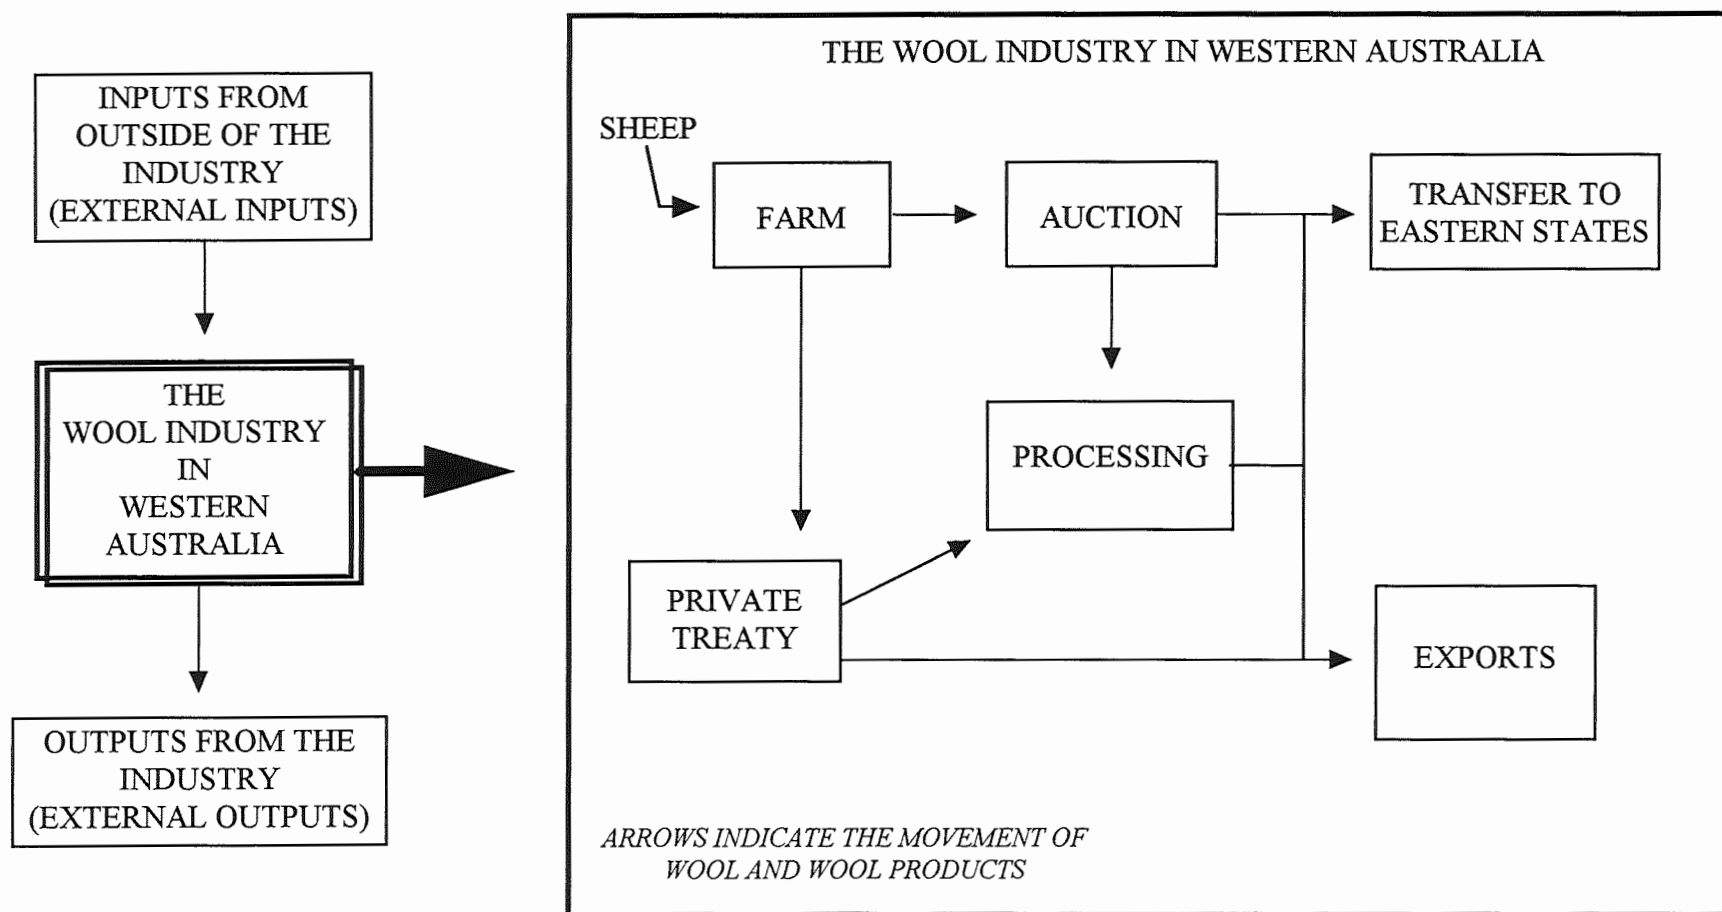 INPUTS FROM
OUTSIDE OF THE
INDUSTRY
(EXTERNAL INPUTS)
THE
WOOL INDUSTRY
IN
WESTERN
AUSTRALIA
OUTPUTS FROM THE
INDUSTRY
(EXTERNAL OUTPUTS)
THE WOOL INDUSTRY IN WESTERN AUSTRALIA
SHEEP
FARM
AUCTION
TRANSFER TO
EASTERN STATES
PROCESSING
PRIVATE
TREATY
EXPORTS
ARROWS INDICATE THE MOVEMENT OF
WOOL AND WOOL PRODUCTS